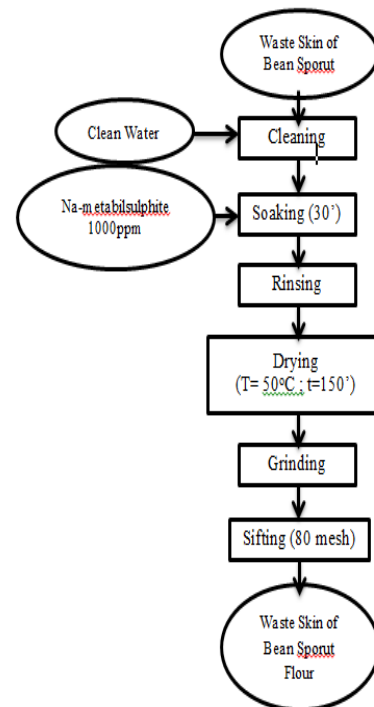 Waste Skin of
Bean Sporut
Clean Water
Cleaning
Na-metabilsulphite
1000ppm
Soaking (30’)
Rinsing
Drying
(T= 50°C ; t=150’)
Grinding
Sifting (80 mesh)
Waste Skin of
Bean Sporut
Flour